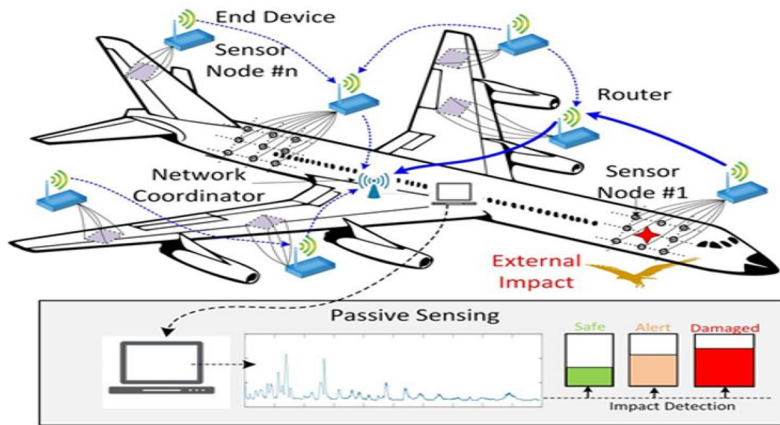 End Device
Sensor
Node #n
Router
Network
Coordinator
Sensor
Node #1
External
Impact
Passive Sensing
Safe
Alert
Damaged
Impact Detection